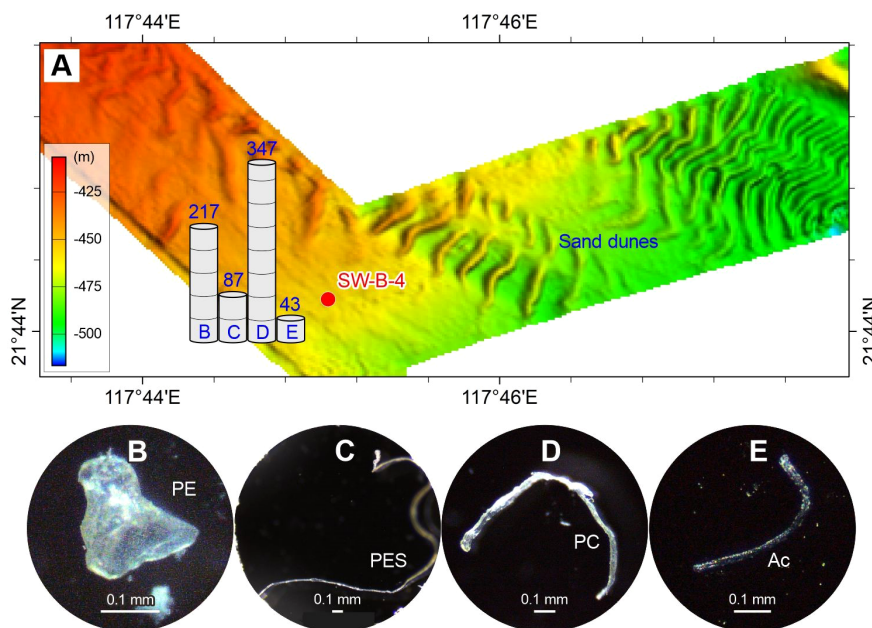 117°44'E
117°46'E
A
(m)
-425
-450
-475
-500
347
217
87
43
B
C
D
E
SW-B-4
Sand dunes
21°44'N
21°44'N
117°44'E
117°46'E
B
PE
0.1 mm
C
PES
0.1 mm
D
PC
0.1 mm
E
Ac
0.1 mm